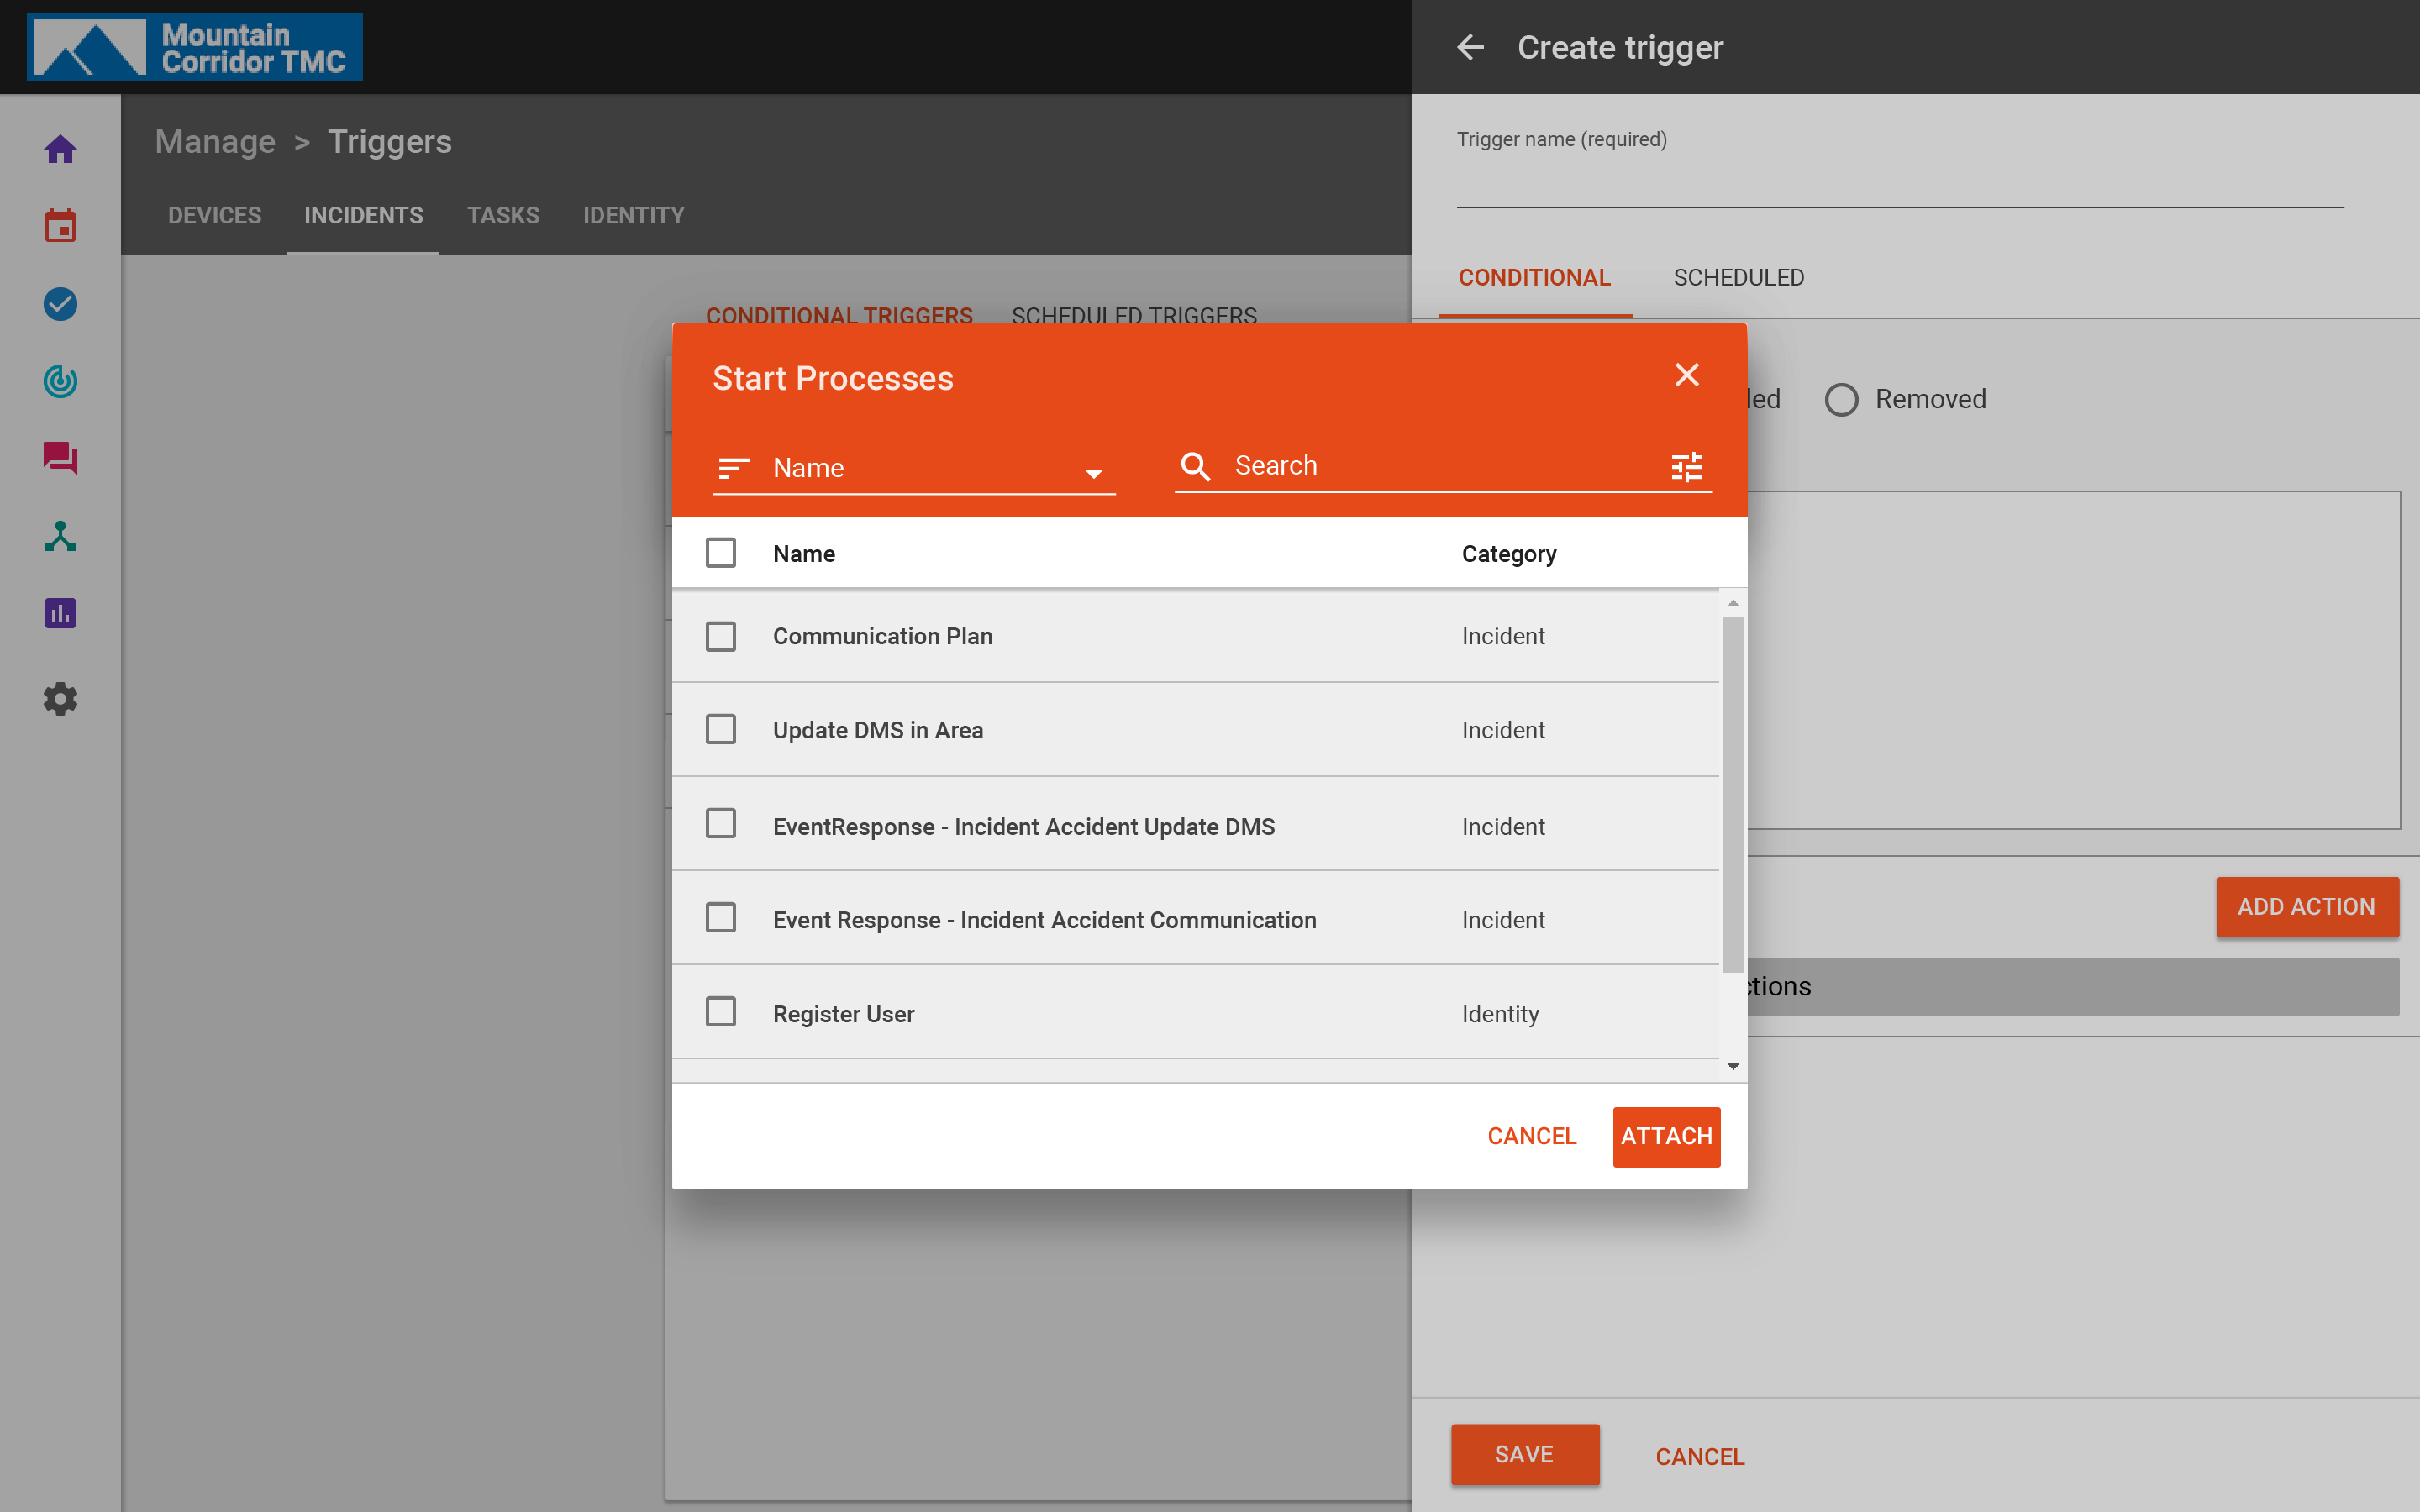 Mountain
Corridor TMC
Create trigger
Manage > Triggers
Trigger name (required)
DEVICES INCIDENTS TASKS IDENTITY
CONDITIONAL SCHEDULED
CONDITIONAL TRIGGERS SCHEDULED TRIGGERS
Start Processes
Removed
Name
Search
Name Category
Communication Plan Incident
Update DMS in Area Incident
EventResponse - Incident Accident Update DMS Incident
Event Response - Incident Accident Communication Incident
ADD ACTION
Register User Identity
CANCEL ATTACH
SAVE CANCEL